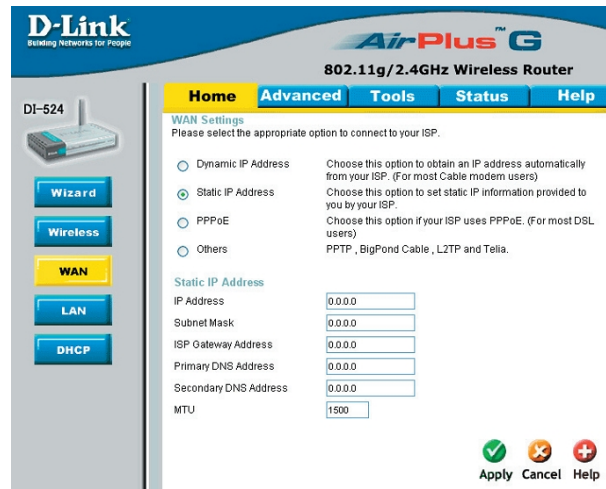 D-Link
Building Networks for People
AirPlus G™
802.11g/2.4GHz Wireless Router
DI-524
Home Advanced Tools Status Help
WAN Settings
Please select the appropriate option to connect to your ISP.
Dynamic IP Address Choose this option to obtain an IP address automatically
from your ISP. (For most Cable modem users)
Static IP Address Choose this option to set static IP information provided to
you by your ISP.
PPPoE Choose this option if your ISP uses PPPoE. (For most DSL
users)
Others PPTP , BigPond Cable , L2TP and Telia.
Wizard
Wireless
WAN
LAN
DHCP
Static IP Address
IP Address 0.0.0.0
Subnet Mask 0.0.0.0
ISP Gateway Address 0.0.0.0
Primary DNS Address 0.0.0.0
Secondary DNS Address 0.0.0.0
MTU 1500
Apply Cancel Help